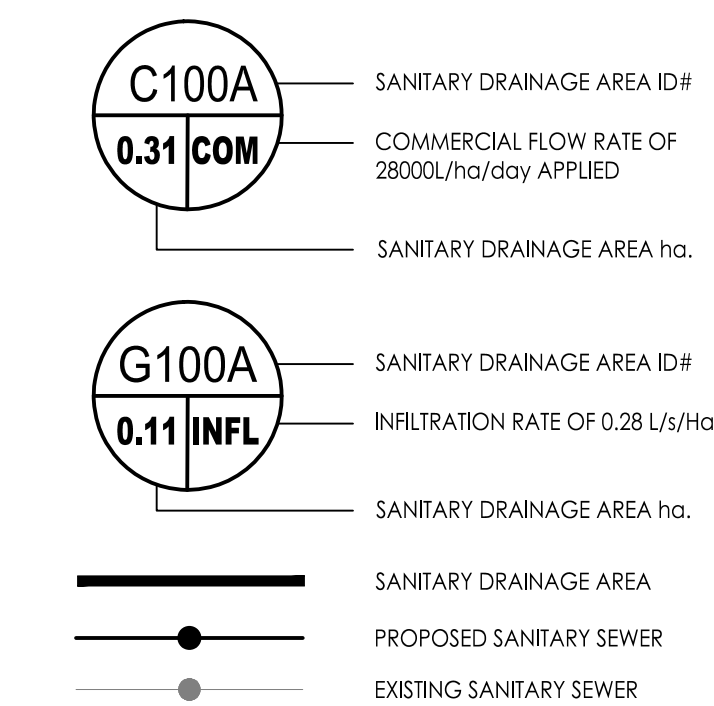 C100A
0.31 COM
SANITARY DRAINAGE AREA ID#
COMMERCIAL FLOW RATE OF
28000L/ha/day APPLIED
SANITARY DRAINAGE AREA ha.
G100A
0.11 INFL
SANITARY DRAINAGE AREA ID#
INFILTRATION RATE OF 0.28 L/s/Ha
SANITARY DRAINAGE AREA ha.
SANITARY DRAINAGE AREA
PROPOSED SANITARY SEWER
EXISTING SANITARY SEWER